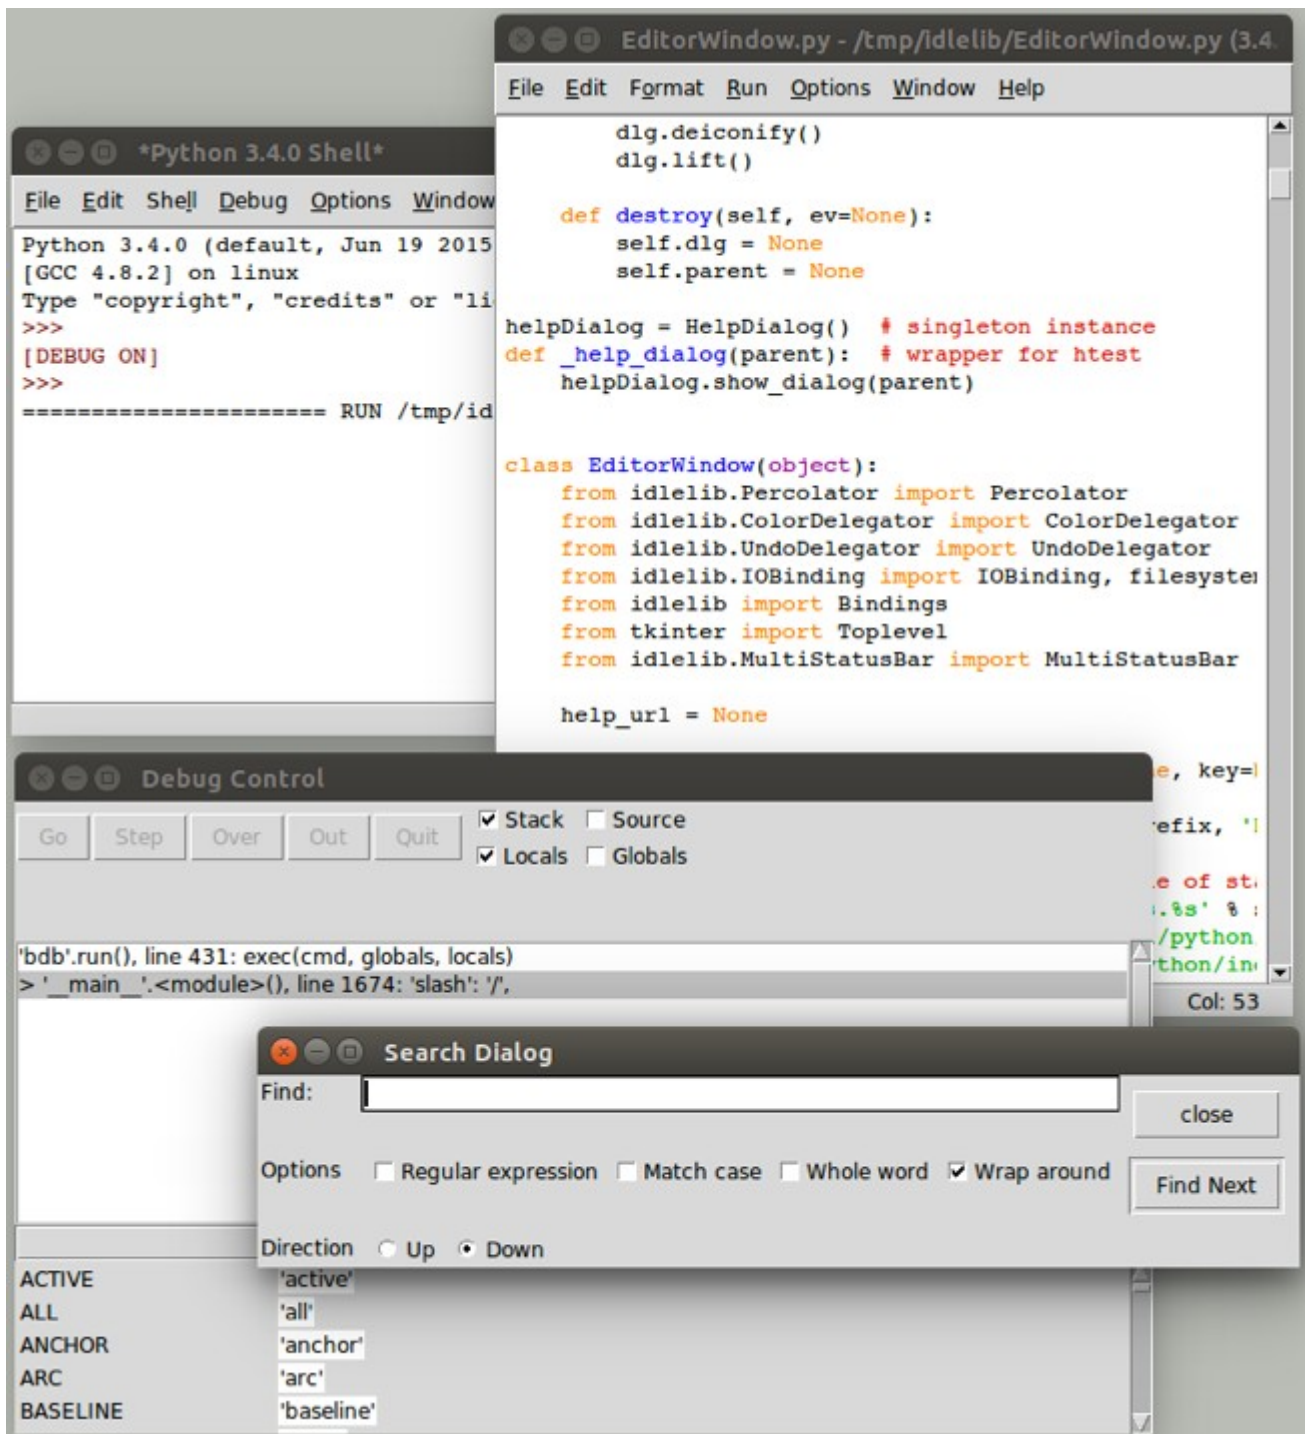 EditorWindow.py - /tmp/idlelib/EditorWindow.py (3.4.
File Edit Format Run Options Window Help
dlg.deiconify()
dlg.lift()
def destroy(self, ev=None):
self.dlg = None
self.parent = None
helpDialog = HelpDialog()  # singleton instance
def _help_dialog(parent):  # wrapper for htest
helpDialog.show_dialog(parent)
class EditorWindow(object):
from idlelib.Percolator import Percolator
from idlelib.ColorDelegator import ColorDelegator
from idlelib.UndoDelegator import UndoDelegator
from idlelib.IOBinding import IOBinding,
from idlelib import Bindings
from tkinter import Toplevel
from idlelib.MultiStatusBar import MultiStatusBar
help_url = None
, key=
efix, '
of
.%s' %
/python
Col: 53
*Python 3.4.0 Shell*
File Edit Shell Debug Options Window
Python 3.4.0 (default, Jun 19 2015
[GCC 4.8.2] on linux
Type "copyright", "credits" or "li
>>>
[DEBUG ON]
>>>
====================== RUN /tmp/id
Debug Control
Go Step Over Out Quit
Stack Source
Locals Globals
'bdb'.run(), line 431: exec(cmd, globals, locals)
> '__main__'.<module>(), line 1674: 'slash': '/',
Search Dialog
Find:
close
Options Regular expression Match case Whole word Wrap around
Find Next
Direction Up Down
ACTIVE 'active'
ALL 'all'
ANCHOR 'anchor'
ARC 'arc'
BASELINE 'baseline'